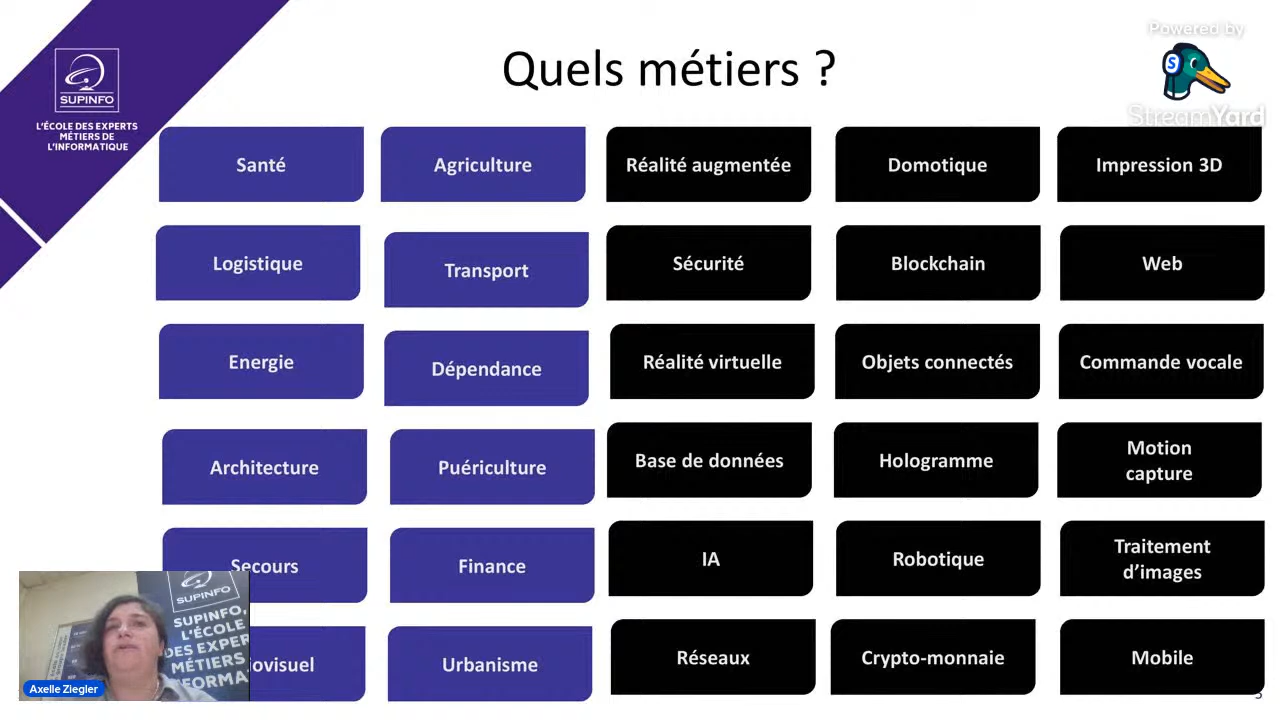 Powered by
StreamYard
Quels métiers ?
SUPINFO
L'ÉCOLE DES EXPERTS
MÉTIERS DE
L'INFORMATIQUE
Santé
Agriculture
Réalité augmentée
Domotique
Impression 3D
Logistique
Transport
Sécurité
Blockchain
Web
Energie
Dépendance
Réalité virtuelle
Objets connectés
Commande vocale
Architecture
Puériculture
Base de données
Hologramme
Motion
capture
Secours
Finance
IA
Robotique
Traitement
d'images
ovisuel
Urbanisme
Réseaux
Crypto-monnaie
Mobile
SUPINFO
SUPINFO,
L'ÉCOLE
DES EXPER
MÉTIERS
FORMA
Axelle Ziegler